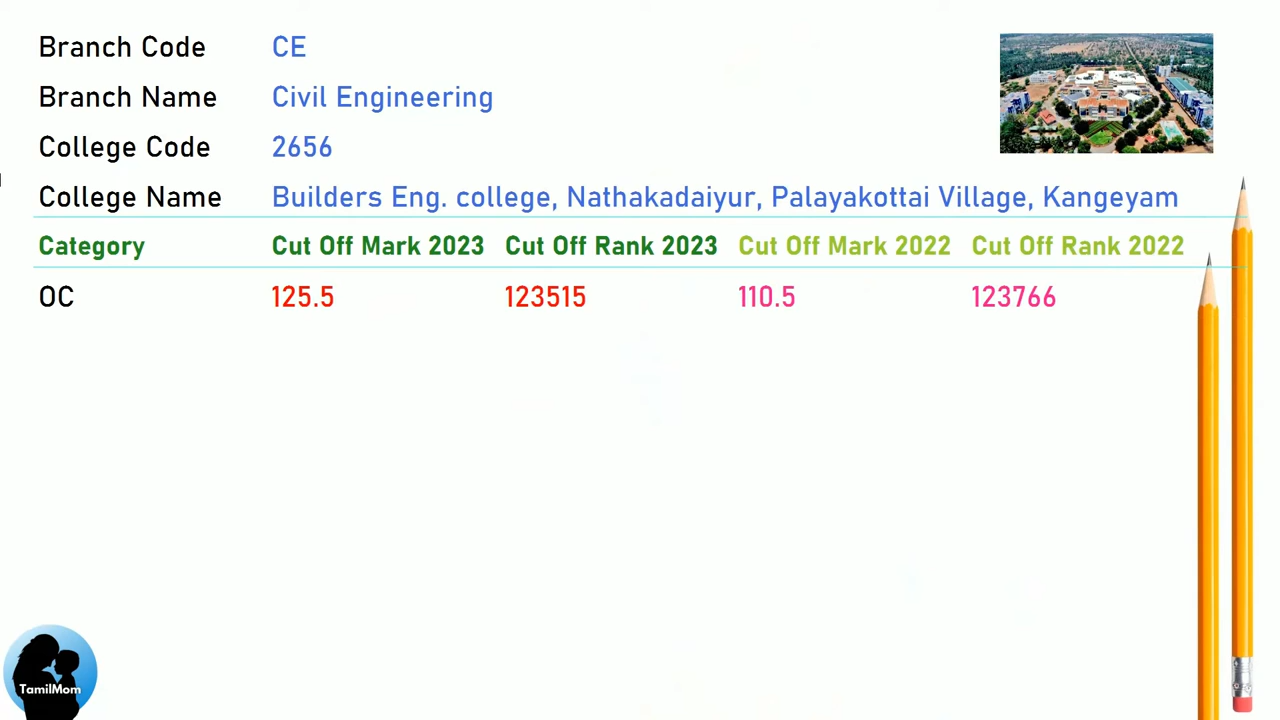 Branch Code CE
Branch Name Civil Engineering
College Code 2656
College Name Builders Eng. college, Nathakadaiyur, Palayakottai Village, Kangeyam
Category Cut Off Mark 2023 Cut Off Rank 2023 Cut Off Mark 2022 Cut Off Rank 2022
OC 125.5 123515 110.5 123766
TamilMom